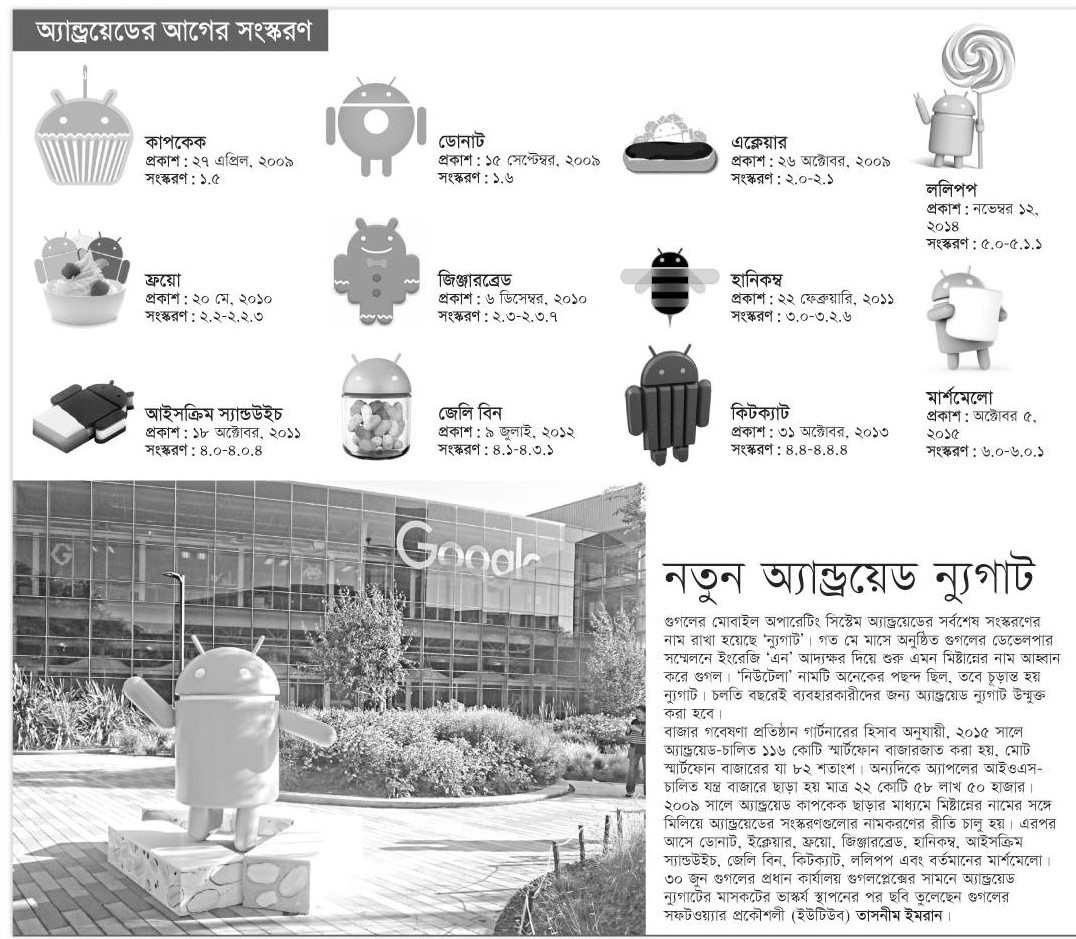 অ্যান্ড্রয়েডের আগের সংস্করণ
কাপকেক
প্রকাশ : ২৭ এপ্রিল, ২০০৯
সংস্করণ : ১.৫
ডোনাট
প্রকাশ : ১৫ সেপ্টেম্বর, ২০০৯
সংস্করণ : ১.৬
এক্লেয়ার
প্রকাশ : ২৬ অক্টোবর, ২০০৯
সংস্করণ : ২.০-২.১
ললিপপ
প্রকাশ : নভেম্বর ১২,
২০১৪
সংস্করণ : ৫.০-৫.১.১
ফ্রয়ো
প্রকাশ : ২০ মে, ২০১০
সংস্করণ : ২.২-২.২.৩
জিঞ্জারব্রেড
প্রকাশ : ৬ ডিসেম্বর, ২০১০
সংস্করণ : ২.৩-২.৩.৭
হানিকম্ব
প্রকাশ : ২২ ফেব্রুয়ারি, ২০১১
সংস্করণ : ৩.০-৩.২.৬
মার্শমেলো
প্রকাশ : অক্টোবর ৫,
২০১৫
সংস্করণ : ৬.০-৬.০.১
আইসক্রিম স্যান্ডউইচ
প্রকাশ : ১৮ অক্টোবর, ২০১১
সংস্করণ : ৪.০-৪.০.৪
জেলি বিন
প্রকাশ : ৯ জুলাই, ২০১২
সংস্করণ : ৪.১-৪.৩.১
কিটক্যাট
প্রকাশ : ৩১ অক্টোবর, ২০১৩
সংস্করণ : ৪.৪-৪.৪.৪
Google
G
নতুন অ্যান্ড্রয়েড ন্যুগাট
গুগলের মোবাইল অপারেটিং সিস্টেম অ্যান্ড্রয়েডের সর্বশেষ সংস্করণের
নাম রাখা হয়েছে ‘ন্যুগাট’। গত মে মাসে অনুষ্ঠিত গুগলের ডেভেলপার
সম্মেলনে ইংরেজি ‘এন’ আদ্যক্ষর দিয়ে শুরু এমন মিষ্টান্নের নাম আহ্বান
করে গুগল। ‘নিউটেলা’ নামটি অনেকের পছন্দ ছিল, তবে চূড়ান্ত হয়
ন্যুগাট। চলতি বছরেই ব্যবহারকারীদের জন্য অ্যান্ড্রয়েড ন্যুগাট উন্মুক্ত
করা হবে।
বাজার গবেষণা প্রতিষ্ঠান গার্টনারের হিসাব অনুযায়ী, ২০১৫ সালে
অ্যান্ড্রয়েড-চালিত ১১৬ কোটি স্মার্টফোন বাজারজাত করা হয়, মোট
স্মার্টফোন বাজারের যা ৮২ শতাংশ। অন্যদিকে অ্যাপলের আইওএস-
চালিত যন্ত্র বাজারে ছাড়া হয় মাত্র ২২ কোটি ৫৮ লাখ ৫০ হাজার।
২০০৯ সালে অ্যান্ড্রয়েড কাপকেক ছাড়ার মাধ্যমে মিষ্টান্নের নামের সঙ্গে
মিলিয়ে অ্যান্ড্রয়েডের সংস্করণগুলোর নামকরণের রীতি চালু হয়। এরপর
আসে ডোনাট, ইক্লেয়ার, ফ্রয়ো, জিঞ্জারব্রেড, হানিকম্ব, আইসক্রিম
স্যান্ডউইচ, জেলি বিন, কিটক্যাট, ললিপপ এবং বর্তমানের মার্শমেলো।
৩০ জুন গুগলের প্রধান কার্যালয় গুগলপ্লেক্সের সামনে অ্যান্ড্রয়েড
ন্যুগাটের মাসকটের ভাস্কর্য স্থাপনের পর ছবি তুলেছেন গুগলের
সফটওয়্যার প্রকৌশলী (ইউটিউব) তাসনীম ইমরান।